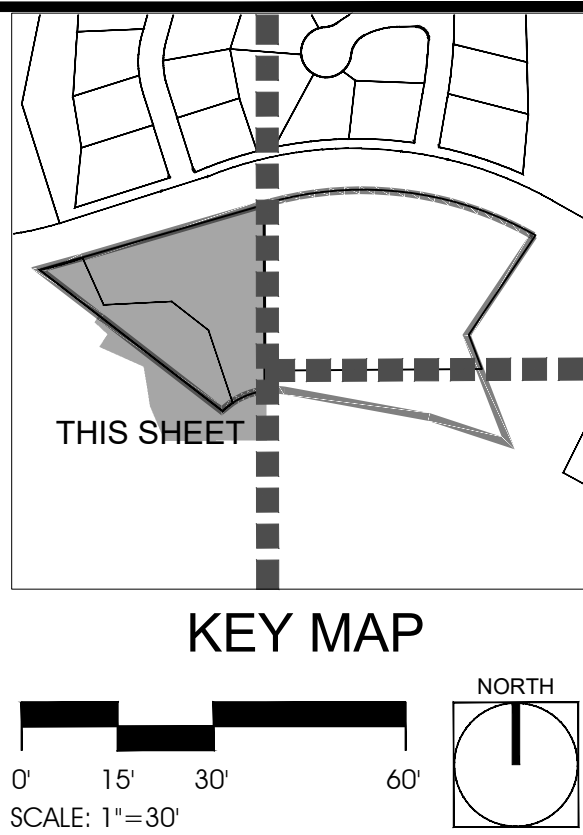 THIS SHEET
KEY MAP
NORTH
0' 15' 30' 60'
SCALE: 1"=30'